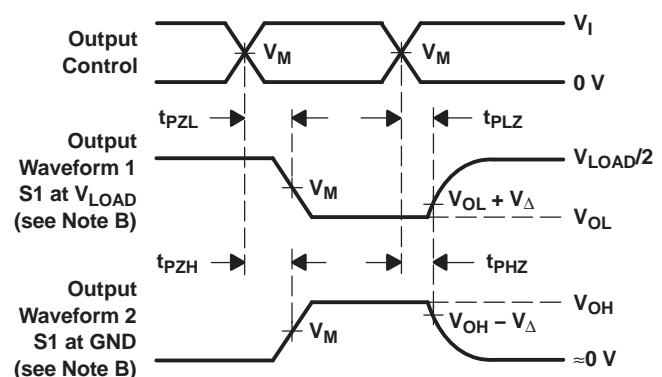 Output
Control
V_M
V_M
V_I
0 V
t_PZL
t_PLZ
Output
Waveform 1
S1 at V_LOAD
(see Note B)
V_M
V_LOAD/2
V_OL + V_Δ
V_OL
t_PZH
t_PHZ
Output
Waveform 2
S1 at GND
(see Note B)
V_M
V_OH
V_OH − V_Δ
≈0 V